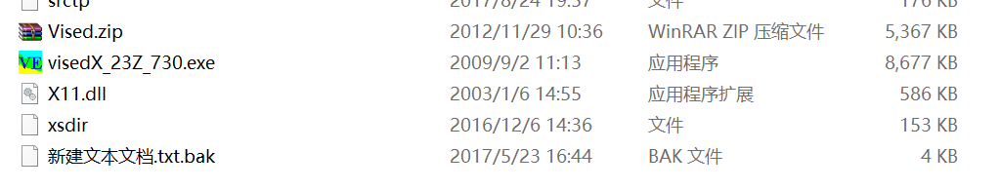 srctp 2017/8/24 19:57 文件 176 KB
Vised.zip 2012/11/29 10:36 WinRAR ZIP 压缩文件 5,367 KB
visedX_23Z_730.exe 2009/9/2 11:13 应用程序 8,677 KB
X11.dll 2003/1/6 14:55 应用程序扩展 586 KB
xsdir 2016/12/6 14:36 文件 153 KB
新建文本文档.txt.bak 2017/5/23 16:44 BAK 文件 4 KB